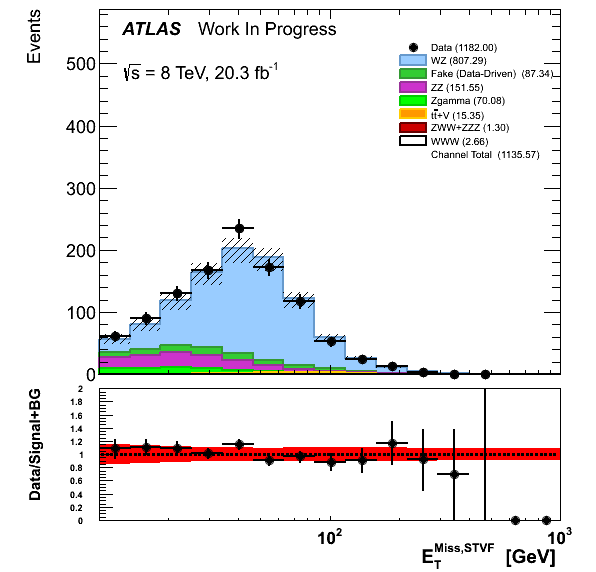 Events
ATLAS Work In Progress
√s = 8 TeV, 20.3 fb-1
Data (1182.00)
WZ (807.29)
Fake (Data-Driven) (87.34)
ZZ (151.55)
Zgamma (70.08)
tt̄+V (15.35)
ZWW+ZZZ (1.30)
WWW (2.66)
Channel Total (1135.57)
500
400
300
200
100
0
Data/Signal+BG
2
1.8
1.6
1.4
1.2
1
0.8
0.6
0.4
0.2
0
10²
10³
E_T^Miss,STVF [GeV]